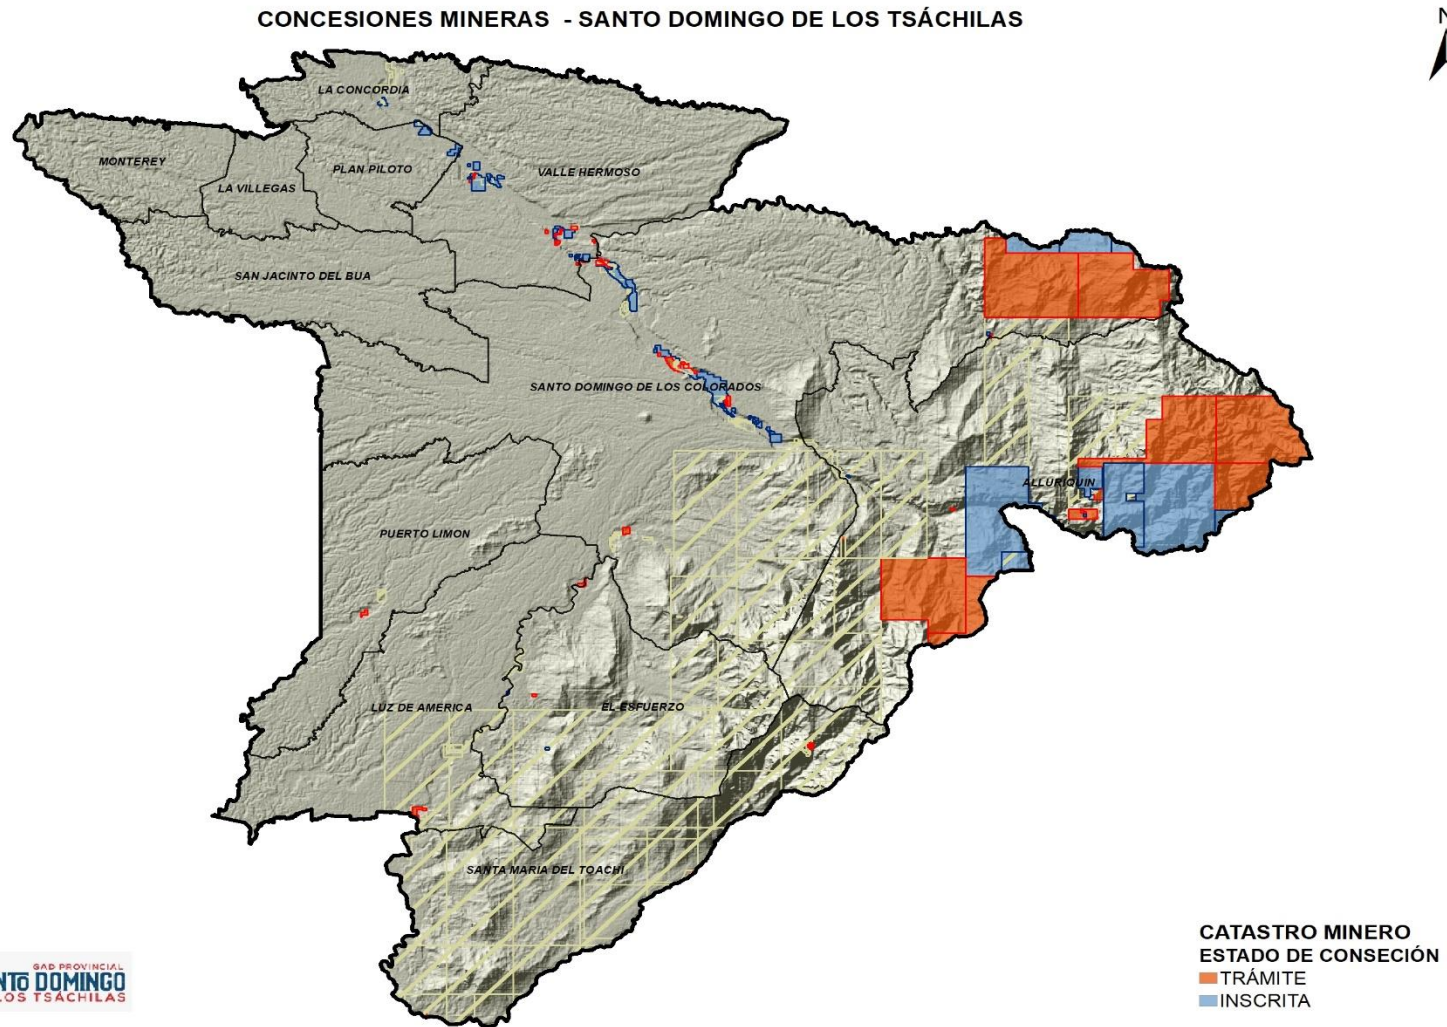 CONCESIONES MINERAS - SANTO DOMINGO DE LOS TSÁCHILAS
N
LA CONCORDIA
MONTEREY
LA VILLEGAS
PLAN PILOTO
VALLE HERMOSO
SAN JACINTO DEL BUA
SANTO DOMINGO DE LOS COLORADOS
ALLURIQUIN
PUERTO LIMON
LUZ DE AMERICA
EL ESFUERZO
SANTA MARIA DEL TOACHI
GAD PROVINCIAL
NTO DOMINGO
LOS TSÁCHILAS
CATASTRO MINERO
ESTADO DE CONSECIÓN
TRÁMITE
INSCRITA